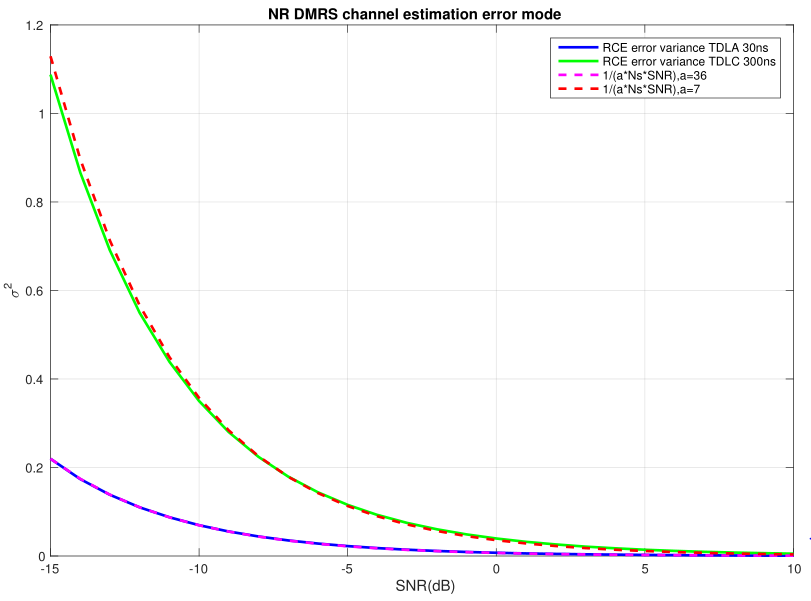 NR DMRS channel estimation error mode
RCE error variance TDLA 30ns
RCE error variance TDLC 300ns
1/(a*Ns*SNR),a=36
1/(a*Ns*SNR),a=7
1.2
1
0.8
0.6
0.4
0.2
0
σ²
-15
-10
-5
0
5
10
SNR(dB)